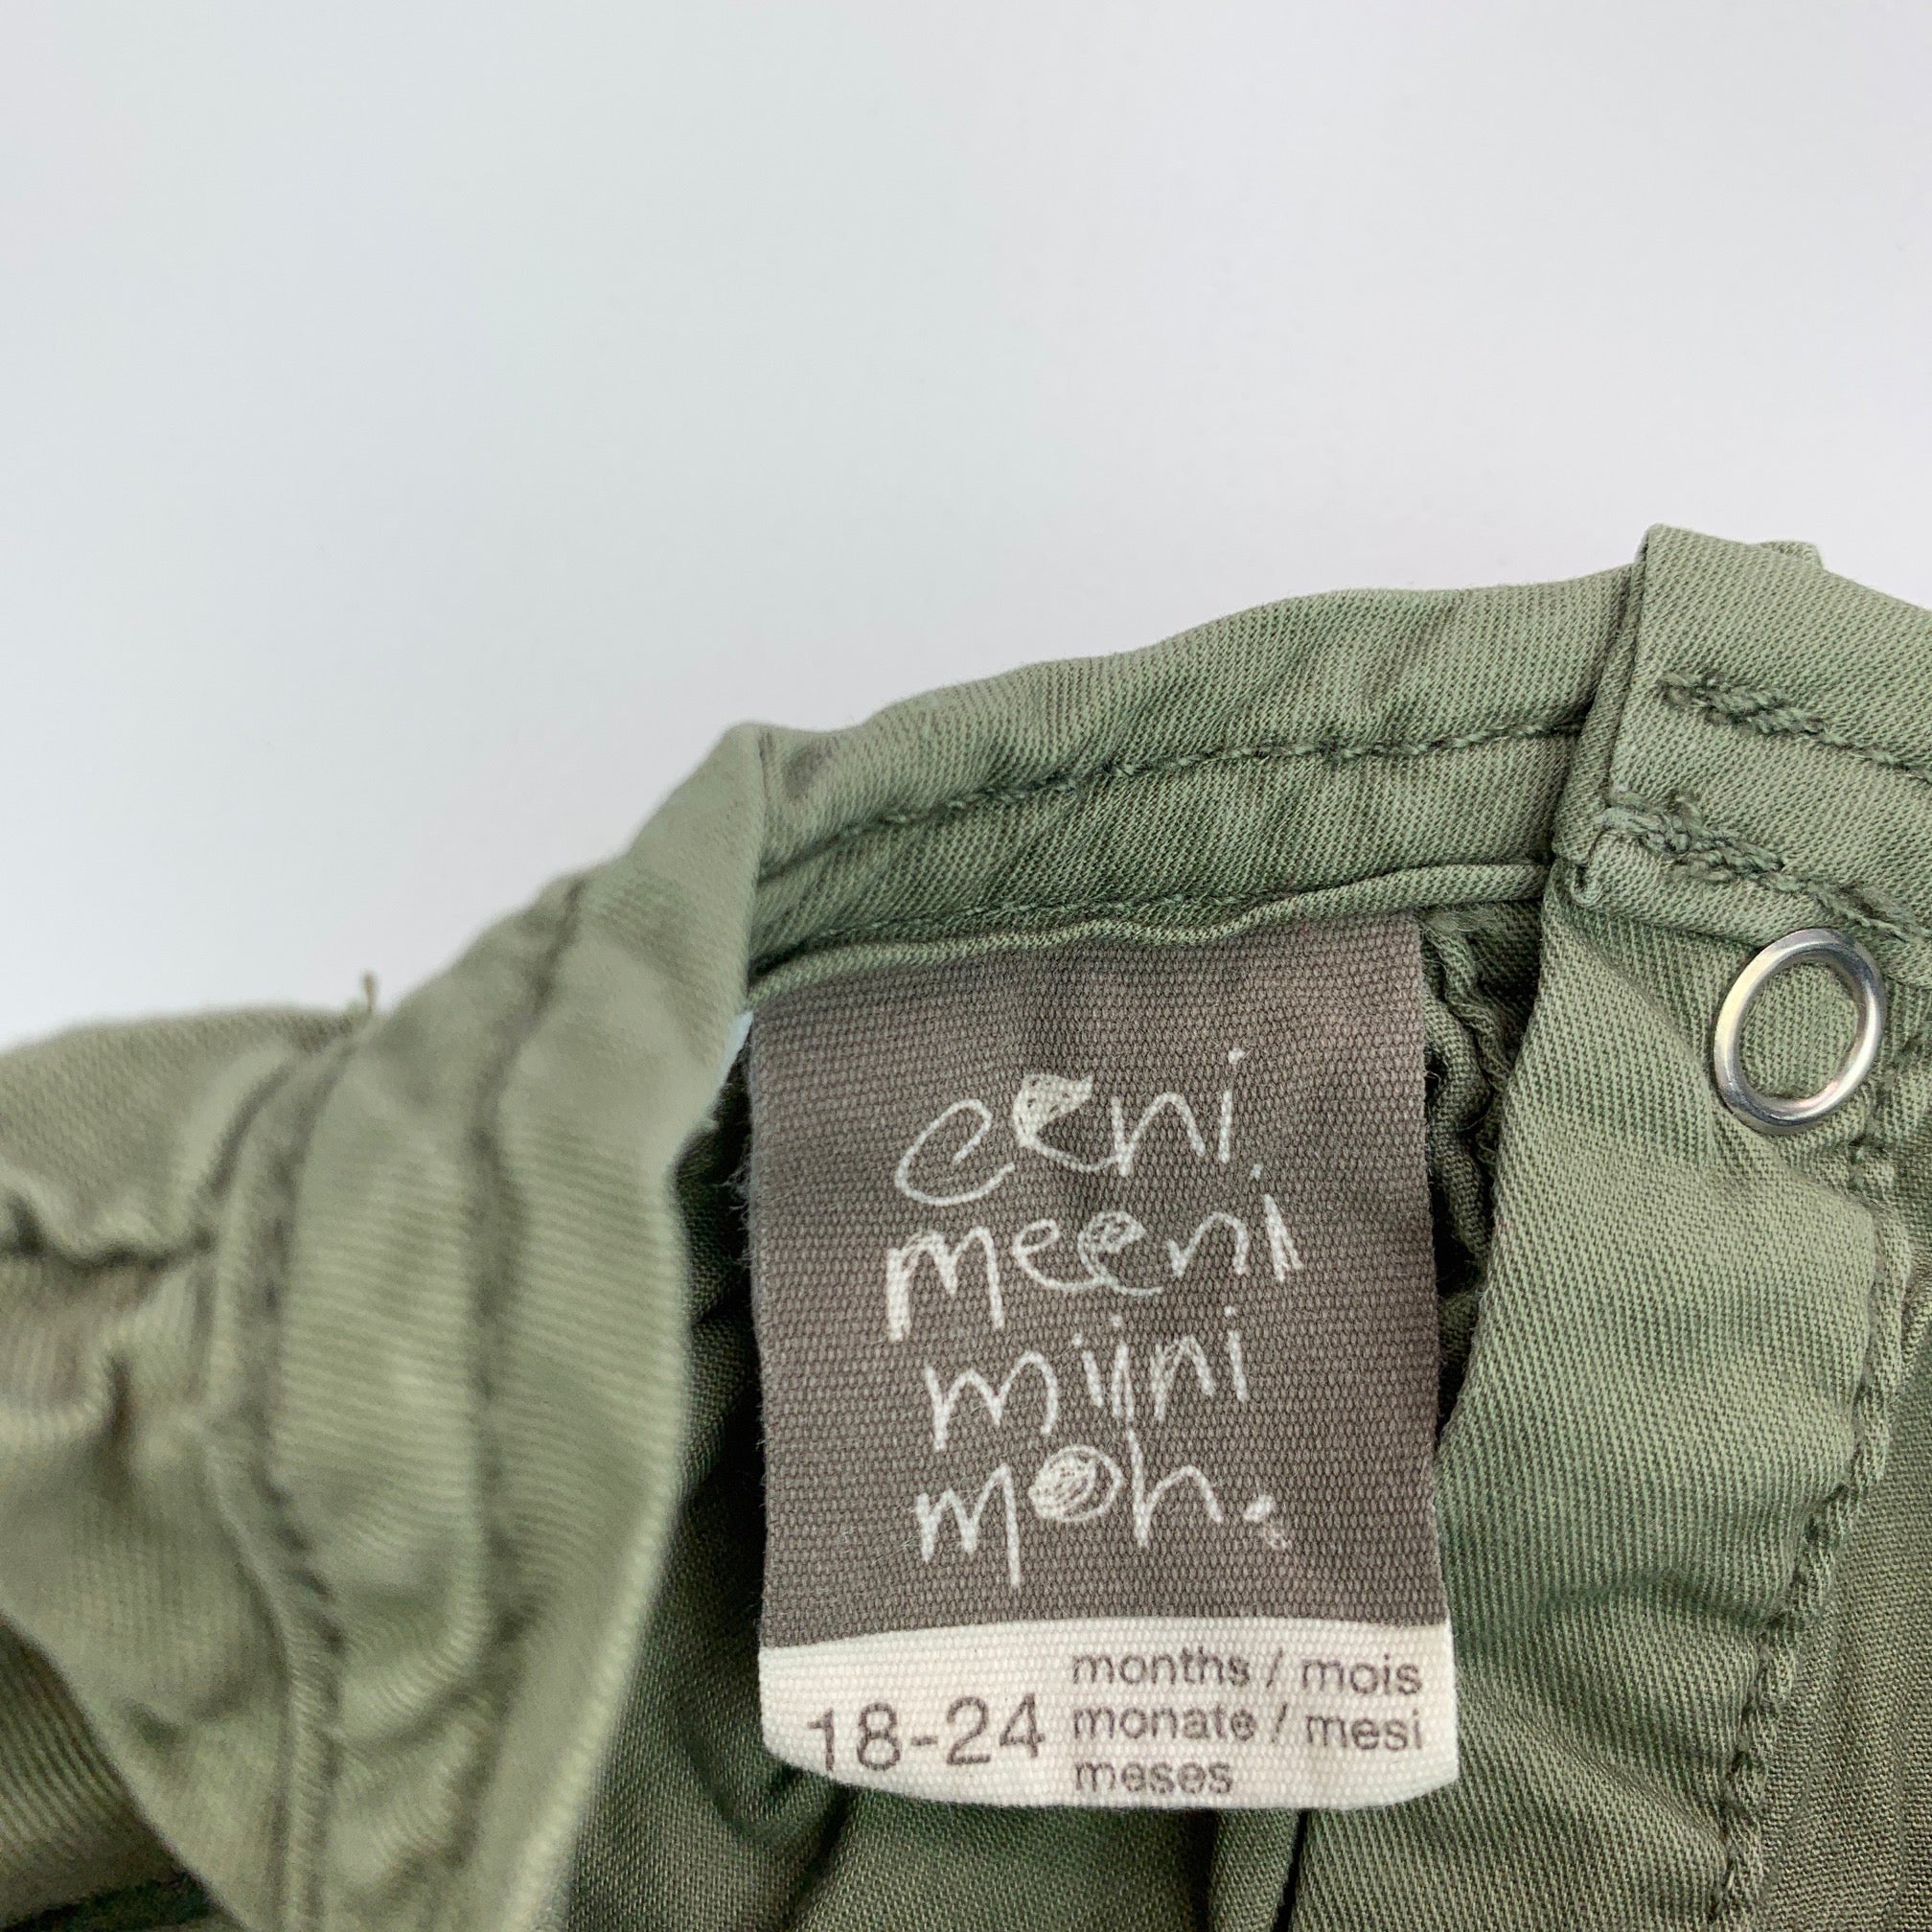 eeni
meeni
miini
moh.
18-24
months / mois
monate / mesi
meses